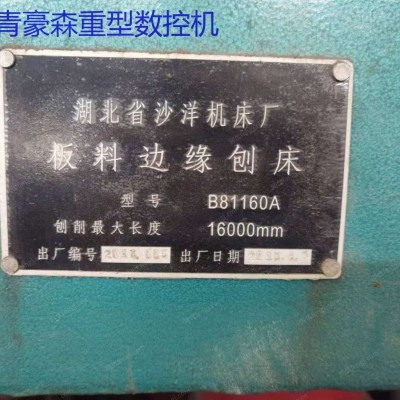 青豪森重型数控机
湖北省沙洋机床厂
板料边缘刨床
型号 B81160A
刨削最大长度 16000mm
出厂编号 出厂日期